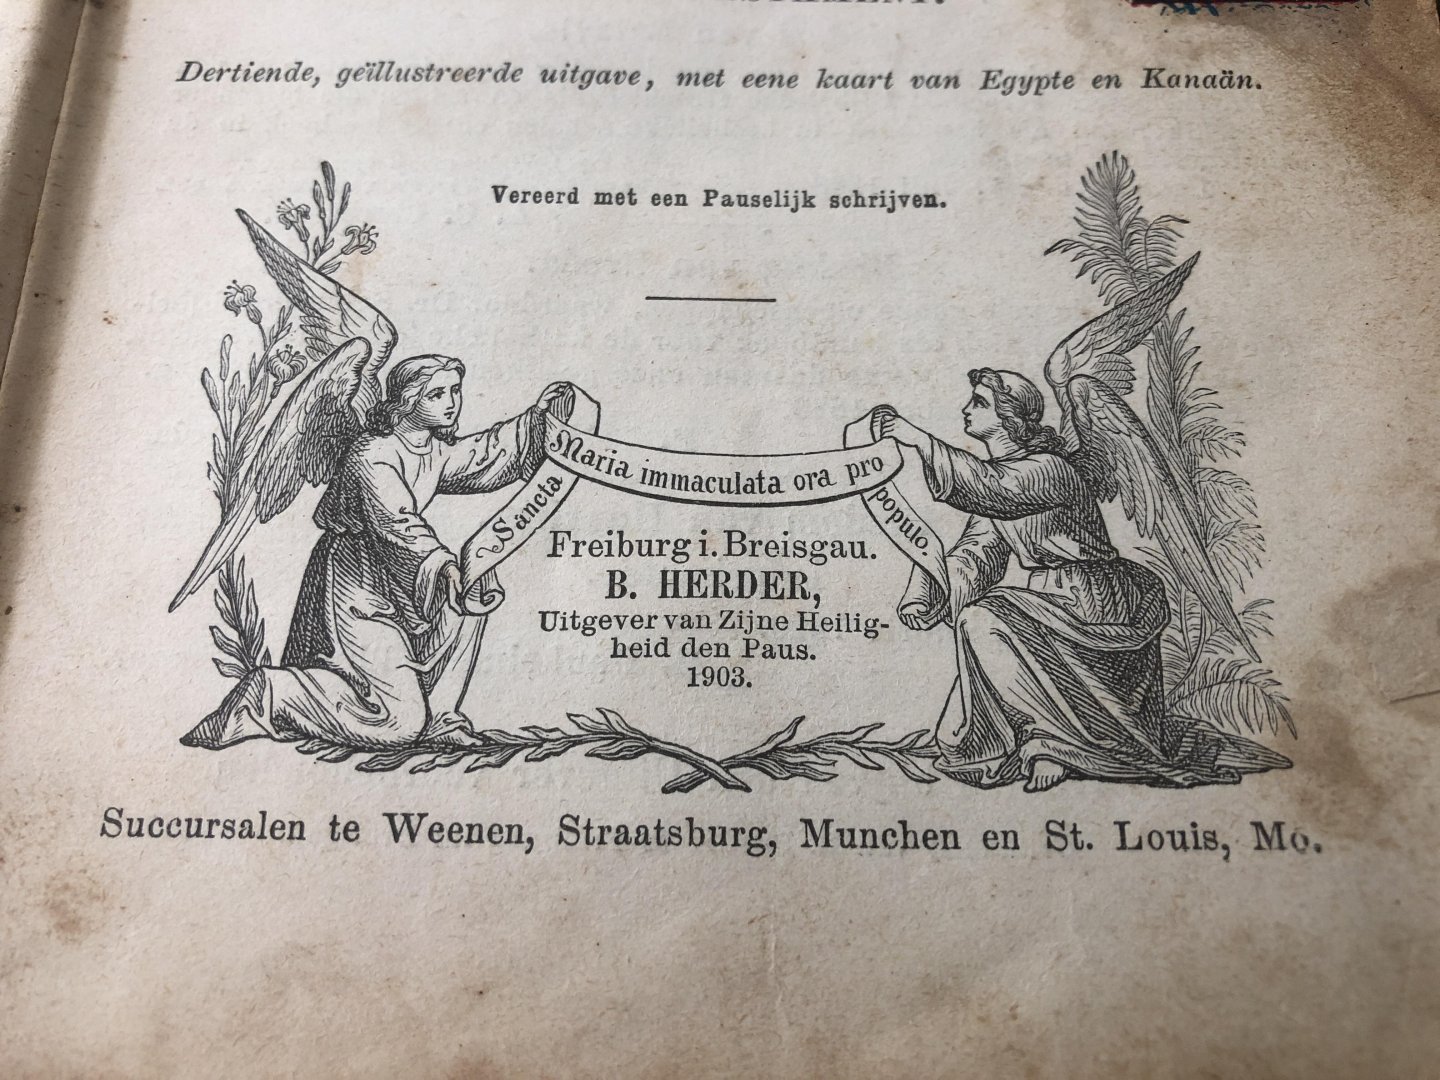 Dertiende, geïllustreerde uitgave, met eene kaart van Egypte en Kanaän.
Vereerd met een Pauselijk schrijven.
Sancta Maria immaculata ora pro populo.
Freiburg i. Breisgau.
B. HERDER,
Uitgever van Zijne Heilig-
heid den Paus.
1903.
Succursalen te Weenen, Straatsburg, Munchen en St. Louis, Mo.